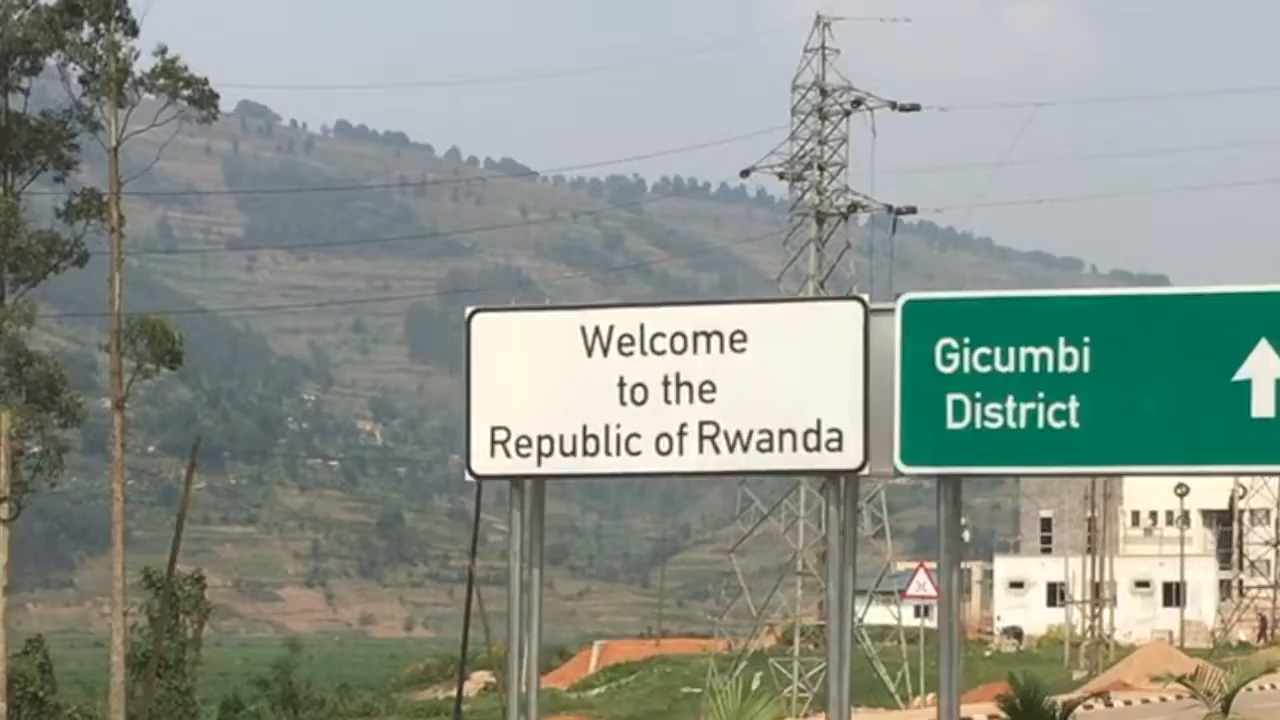 Welcome
to the
Republic of Rwanda
Gicumbi
District